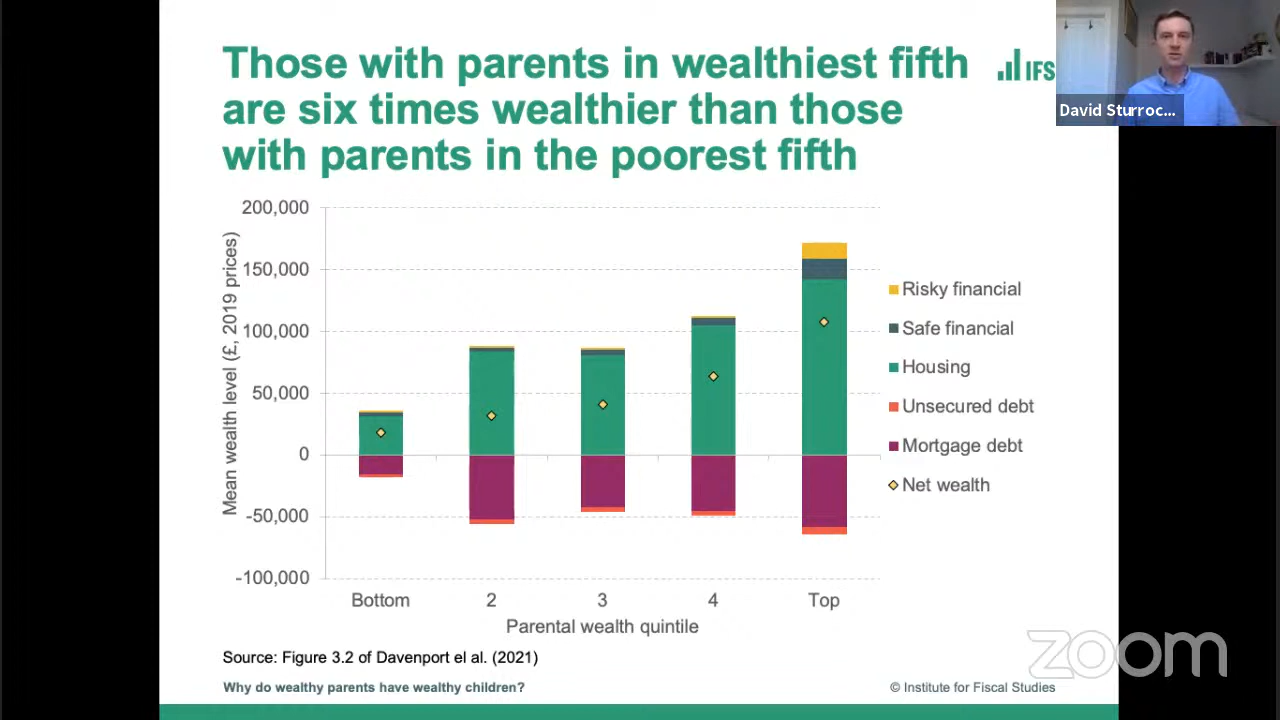 Those with parents in wealthiest fifth
are six times wealthier than those
with parents in the poorest fifth
IFS
David Sturroc...
Mean wealth level (£, 2019 prices)
200,000
150,000
100,000
50,000
0
-50,000
-100,000
Bottom 2 3 4 Top
Parental wealth quintile
Risky financial
Safe financial
Housing
Unsecured debt
Mortgage debt
Net wealth
Source: Figure 3.2 of Davenport el al. (2021)
Why do wealthy parents have wealthy children?
© Institute for Fiscal Studies
zoom